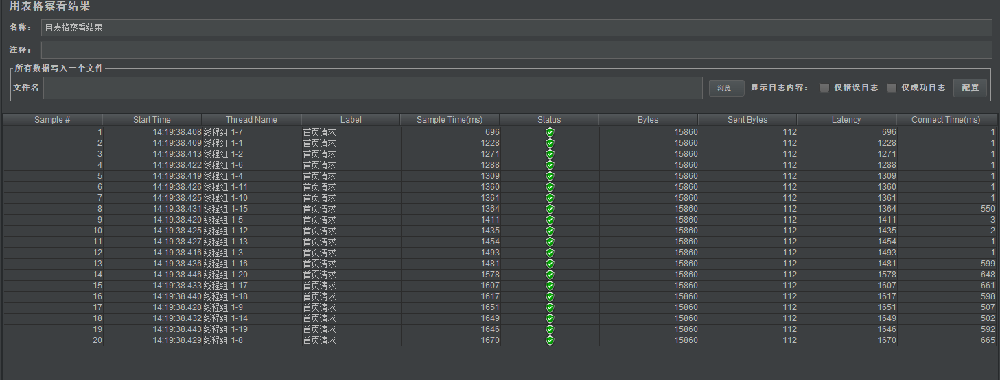 用表格察看结果
名称： 用表格察看结果
注释：
所有数据写入一个文件
文件名 浏览... 显示日志内容： 仅错误日志 仅成功日志 配置
Sample # Start Time Thread Name Label Sample Time(ms) Status Bytes Sent Bytes Latency Connect Time(ms)
1 14:19:38.408 线程组 1-7 首页请求 696 15860 112 696 1
2 14:19:38.409 线程组 1-1 首页请求 1228 15860 112 1228 1
3 14:19:38.413 线程组 1-2 首页请求 1271 15860 112 1271 1
4 14:19:38.422 线程组 1-6 首页请求 1288 15860 112 1288 1
5 14:19:38.419 线程组 1-4 首页请求 1309 15860 112 1309 1
6 14:19:38.426 线程组 1-11 首页请求 1360 15860 112 1360 1
7 14:19:38.425 线程组 1-10 首页请求 1361 15860 112 1361 1
8 14:19:38.431 线程组 1-15 首页请求 1364 15860 112 1364 550
9 14:19:38.420 线程组 1-5 首页请求 1411 15860 112 1411 3
10 14:19:38.425 线程组 1-12 首页请求 1435 15860 112 1435 2
11 14:19:38.427 线程组 1-13 首页请求 1454 15860 112 1454 1
12 14:19:38.416 线程组 1-3 首页请求 1493 15860 112 1493 1
13 14:19:38.436 线程组 1-16 首页请求 1481 15860 112 1481 599
14 14:19:38.446 线程组 1-20 首页请求 1578 15860 112 1578 648
15 14:19:38.433 线程组 1-17 首页请求 1607 15860 112 1607 661
16 14:19:38.440 线程组 1-18 首页请求 1617 15860 112 1617 598
17 14:19:38.428 线程组 1-9 首页请求 1651 15860 112 1651 507
18 14:19:38.432 线程组 1-14 首页请求 1649 15860 112 1649 502
19 14:19:38.443 线程组 1-19 首页请求 1646 15860 112 1646 592
20 14:19:38.429 线程组 1-8 首页请求 1670 15860 112 1670 665